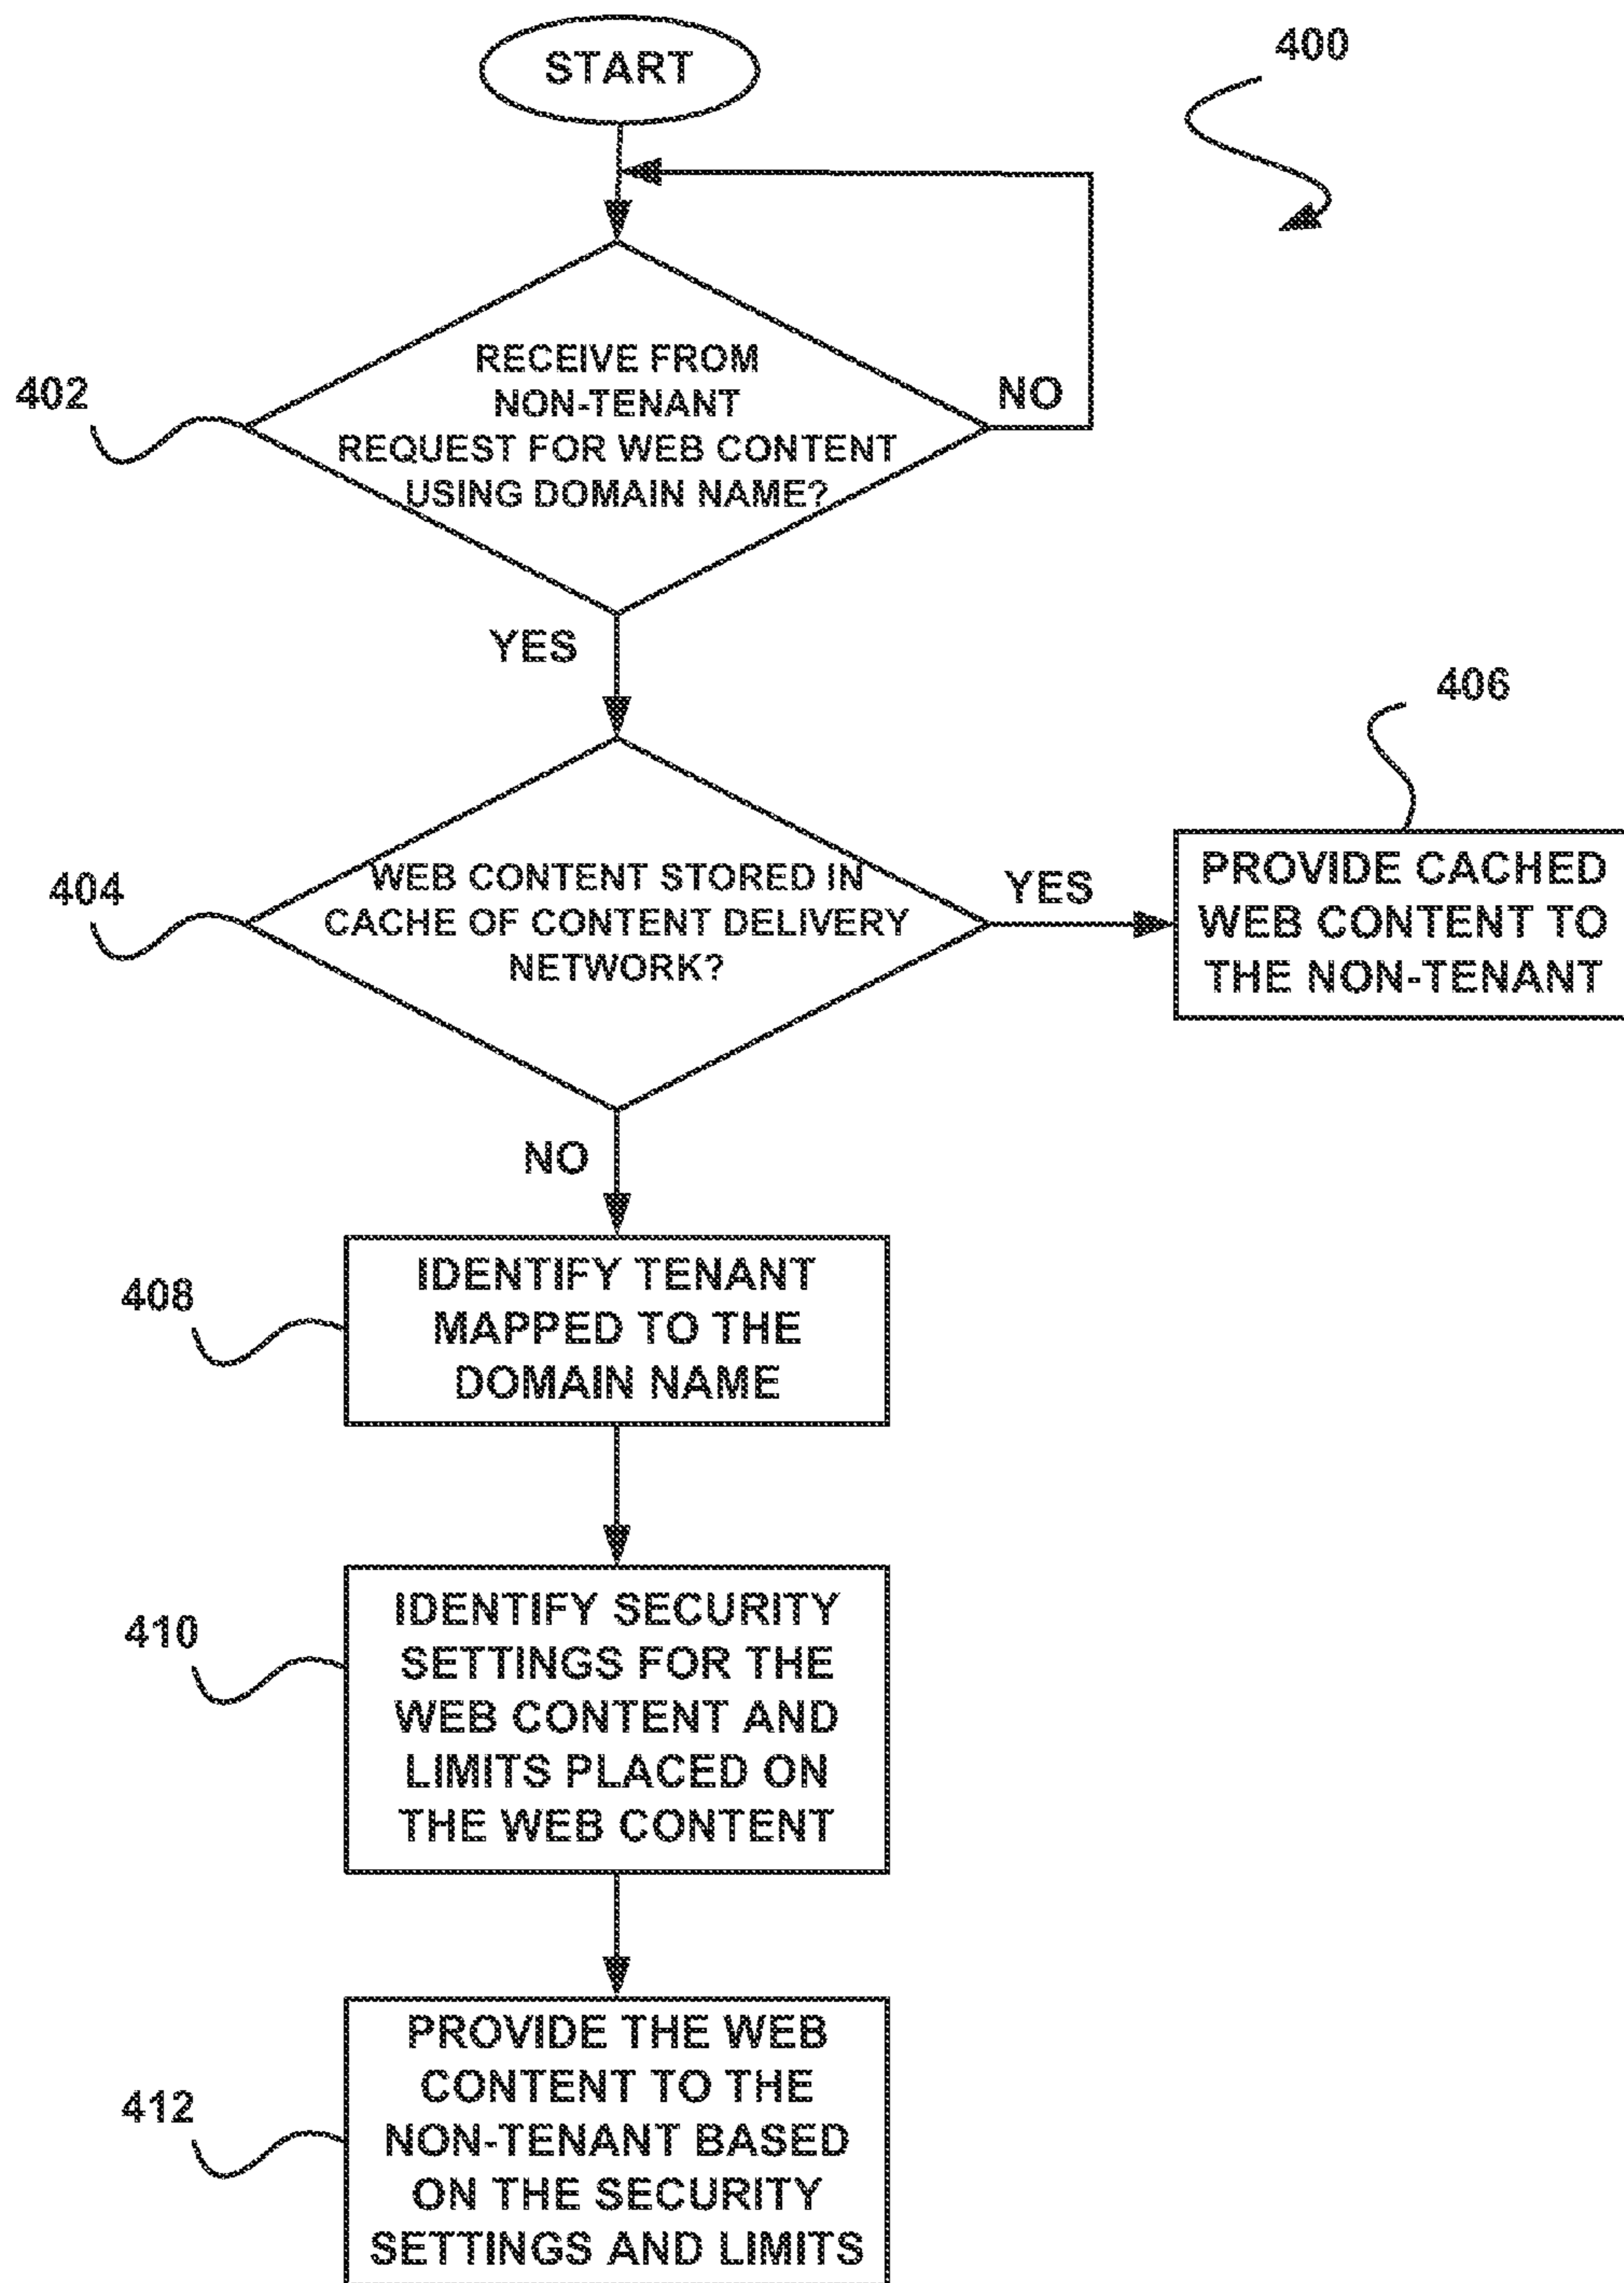 START
400
RECEIVE FROM
NON-TENANT
REQUEST FOR WEB CONTENT
USING DOMAIN NAME?
402
NO
YES
406
WEB CONTENT STORED IN
CACHE OF CONTENT DELIVERY
NETWORK?
404
YES
PROVIDE CACHED
WEB CONTENT TO
THE NON-TENANT
NO
IDENTIFY TENANT
MAPPED TO THE
DOMAIN NAME
408
IDENTIFY SECURITY
SETTINGS FOR THE
WEB CONTENT AND
LIMITS PLACED ON
THE WEB CONTENT
410
PROVIDE THE WEB
CONTENT TO THE
NON-TENANT BASED
ON THE SECURITY
SETTINGS AND LIMITS
412